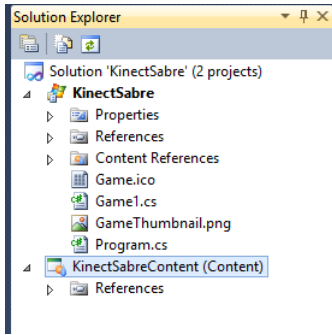 Solution Explorer
Solution 'KinectSabre' (2 projects)
KinectSabre
Properties
References
Content References
Game.ico
Game1.cs
GameThumbnail.png
Program.cs
KinectSabreContent (Content)
References